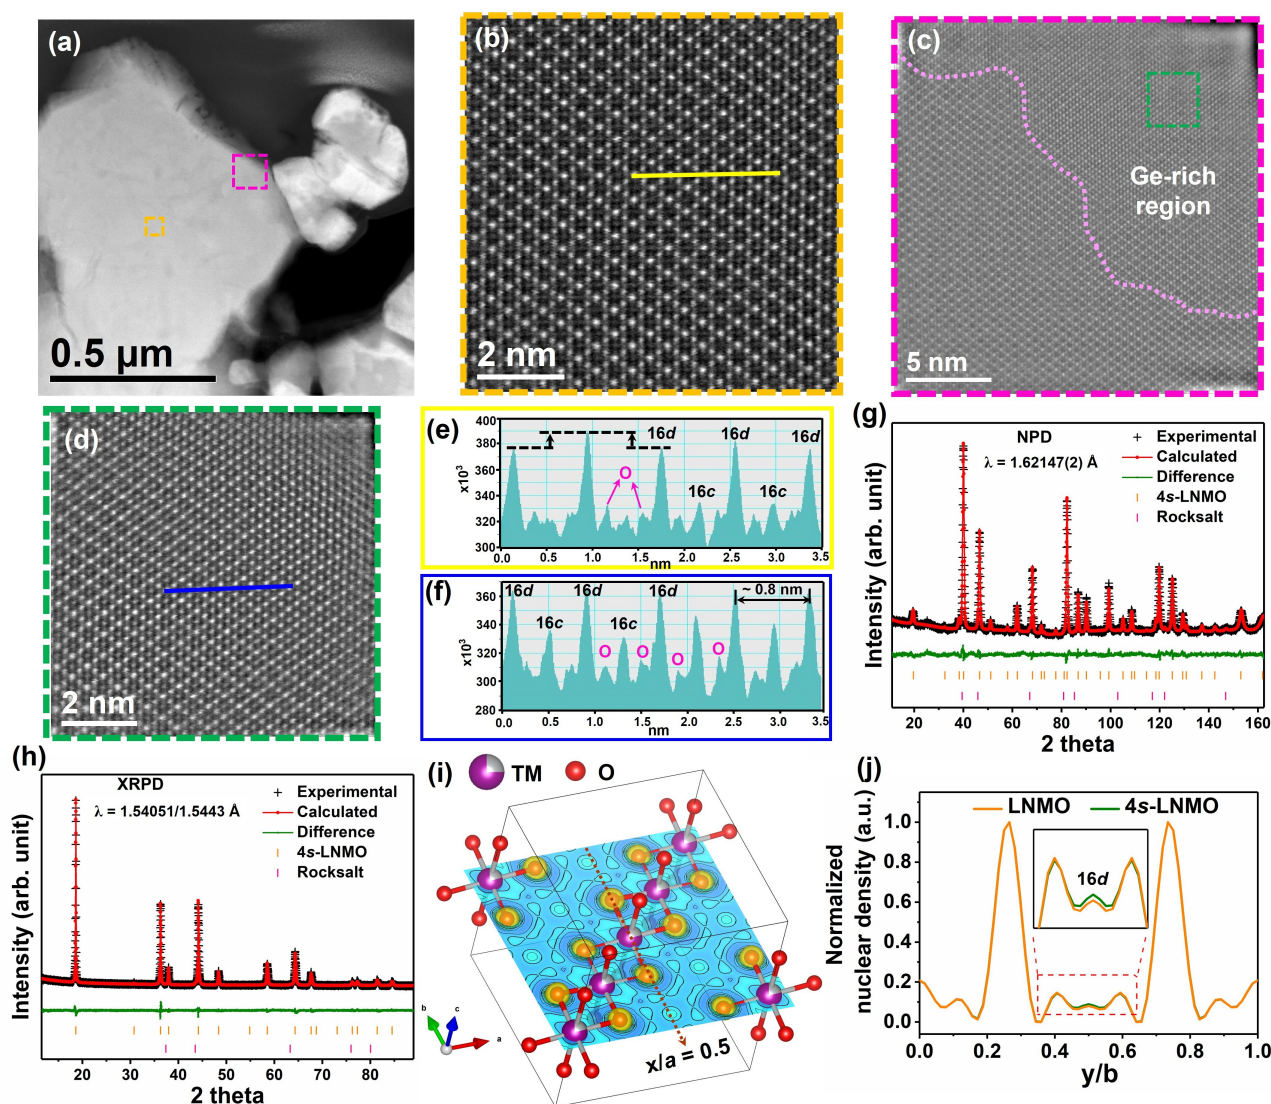 (a)
0.5 μm
(b)
2 nm
(c)
Ge-rich
region
5 nm
(d)
2 nm
(e)
400
380
360
340
320
300
x10³
16d
16d
16d
O
16c
16c
0.0 0.5 1.0 1.5 2.0 2.5 3.0 3.5
nm
(f)
360
340
320
300
280
x10³
16d
16d
16d
~ 0.8 nm
16c
16c
O
O
O
O
0.0 0.5 1.0 1.5 2.0 2.5 3.0 3.5
nm
(g)
NPD
λ = 1.62147(2) Å
Experimental
Calculated
Difference
4s-LNMO
Rocksalt
Intensity (arb. unit)
20 40 60 80 100 120 140 160
2 theta
(h)
XRPD
λ = 1.54051/1.5443 Å
Experimental
Calculated
Difference
4s-LNMO
Rocksalt
Intensity (arb. unit)
20 30 40 50 60 70 80
2 theta
(i)
TM
O
b
c
a
x/a = 0.5
(j)
LNMO
4s-LNMO
16d
Normalized
nuclear density (a.u.)
1.0
0.8
0.6
0.4
0.2
0.0
0.0 0.2 0.4 0.6 0.8 1.0
y/b